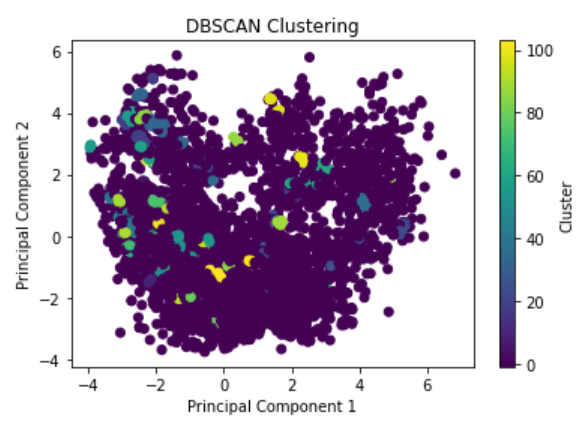 DBSCAN Clustering
6
4
2
0
−2
−4
Principal Component 2
−4 −2 0 2 4 6
Principal Component 1
100
80
60
40
20
0
Cluster